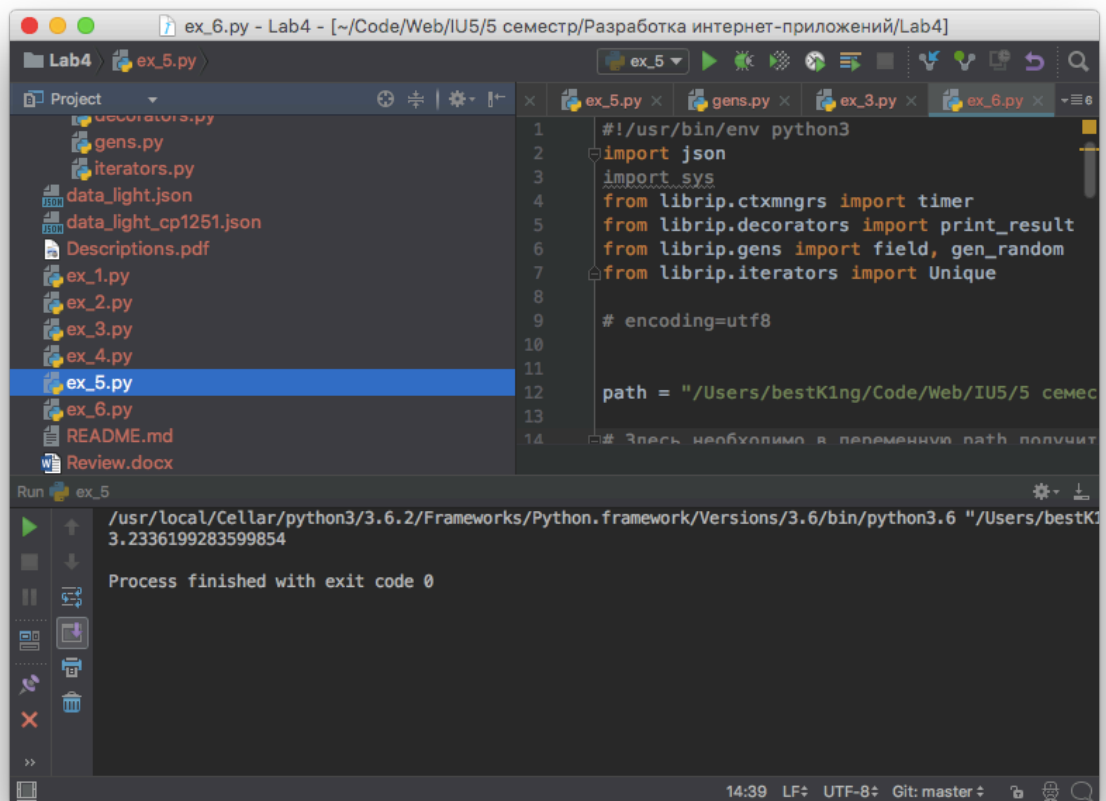 ex_6.py - Lab4 - [~/Code/Web/IU5/5 семестр/Разработка интернет-приложений/Lab4]
Lab4 ex_5.py ex_5
Project
ex_5.py gens.py ex_3.py ex_6.py 6
decorators.py
gens.py
iterators.py
data_light.json
data_light_cp1251.json
Descriptions.pdf
ex_1.py
ex_2.py
ex_3.py
ex_4.py
ex_5.py
ex_6.py
README.md
Review.docx
1 #!/usr/bin/env python3
2 import json
3 import sys
4 from librip.ctxmngrs import timer
5 from librip.decorators import print_result
6 from librip.gens import field, gen_random
7 from librip.iterators import Unique
8
9 # encoding=utf8
10
11
12 path = "/Users/bestK1ng/Code/Web/IU5/5 семес
13
14 # Здесь необходимо в переменную path получит
Run ex_5
/usr/local/Cellar/python3/3.6.2/Frameworks/Python.framework/Versions/3.6/bin/python3.6 "/Users/bestK1
3.2336199283599854
Process finished with exit code 0
14:39 LF UTF-8 Git: master